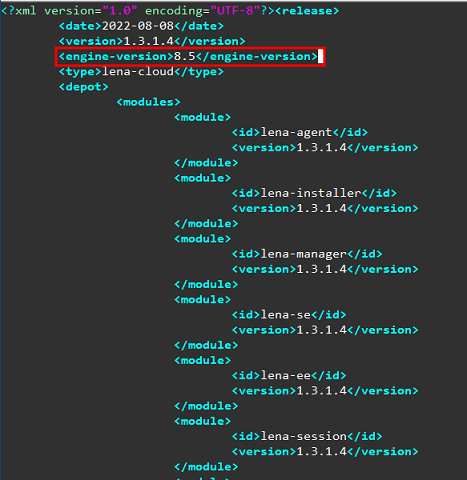 <?xml version="1.0" encoding="UTF-8"?><release>
<date>2022-08-08</date>
<version>1.3.1.4</version>
<engine-version>8.5</engine-version>
<type>lena-cloud</type>
<depot>
<modules>
<module>
<id>lena-agent</id>
<version>1.3.1.4</version>
</module>
<module>
<id>lena-installer</id>
<version>1.3.1.4</version>
</module>
<module>
<id>lena-manager</id>
<version>1.3.1.4</version>
</module>
<module>
<id>lena-se</id>
<version>1.3.1.4</version>
</module>
<module>
<id>lena-ee</id>
<version>1.3.1.4</version>
</module>
<module>
<id>lena-session</id>
<version>1.3.1.4</version>
</module>